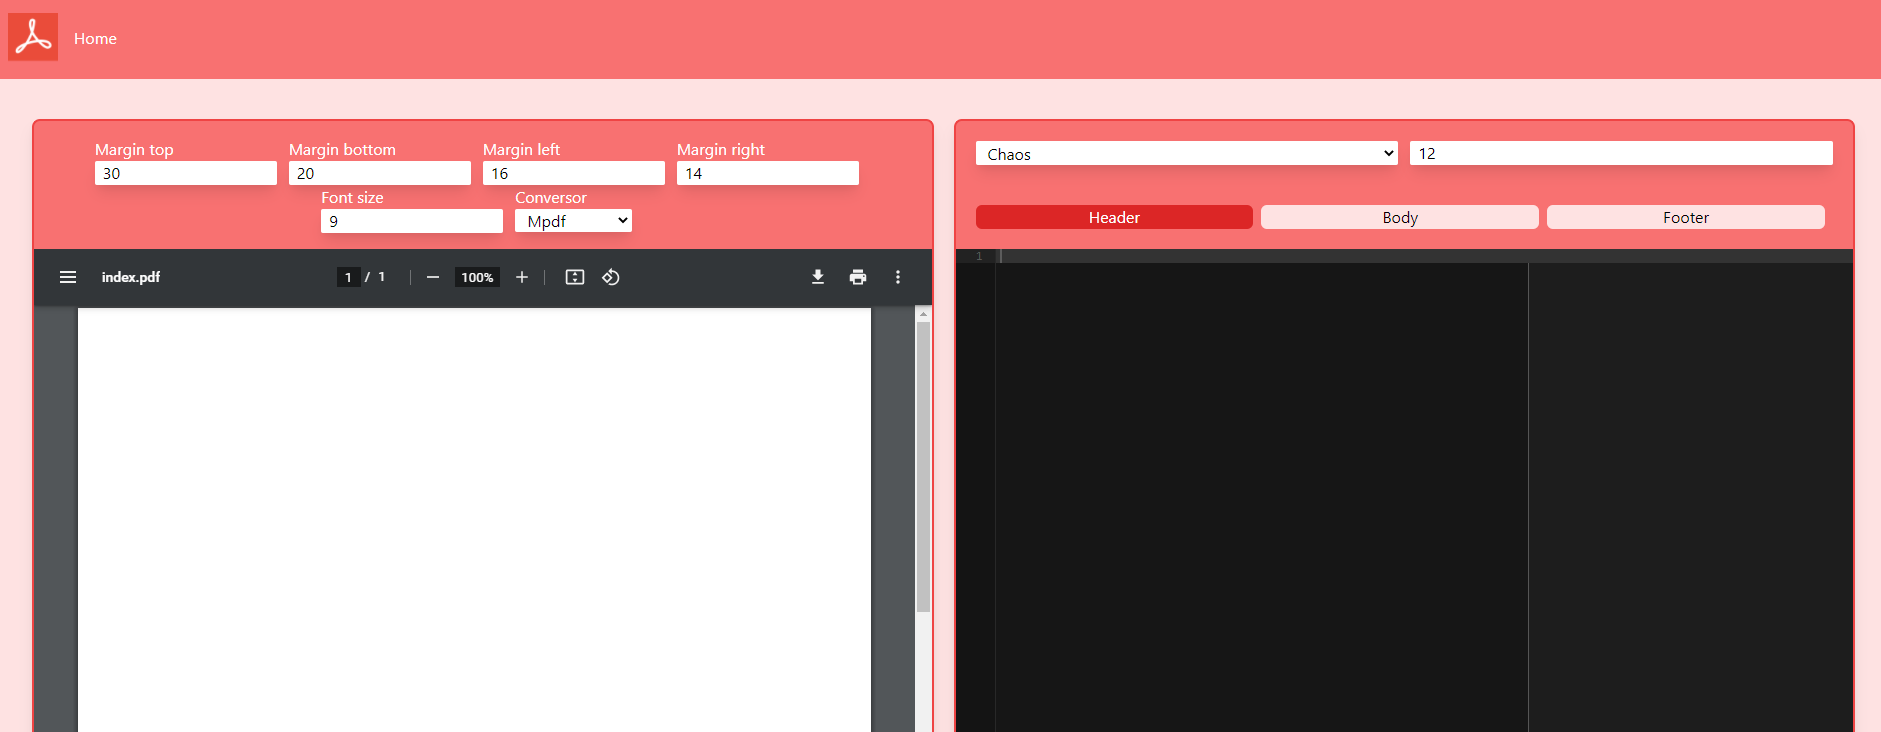 Home
Margin top Margin bottom Margin left Margin right
30 20 16 14
Font size Conversor
9 Mpdf
index.pdf 1 / 1 100%
Chaos 12
Header Body Footer
1